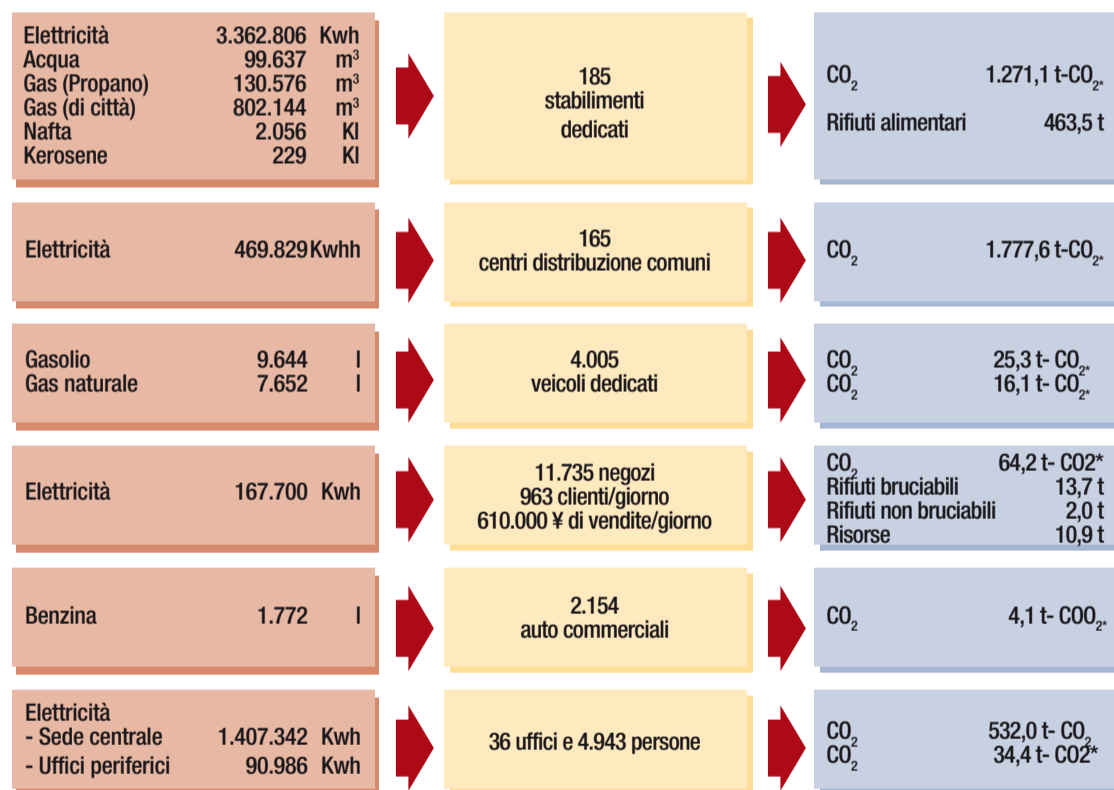 Elettricità 3.362.806 Kwh
Acqua 99.637 m³
Gas (Propano) 130.576 m³
Gas (di città) 802.144 m³
Nafta 2.056 Kl
Kerosene 229 Kl
185
stabilimenti
dedicati
CO₂ 1.271,1 t-CO₂*
Rifiuti alimentari 463,5 t
Elettricità 469.829 Kwhh
165
centri distribuzione comuni
CO₂ 1.777,6 t-CO₂*
Gasolio 9.644 l
Gas naturale 7.652 l
4.005
veicoli dedicati
CO₂ 25,3 t- CO₂*
CO₂ 16,1 t- CO₂*
Elettricità 167.700 Kwh
11.735 negozi
963 clienti/giorno
610.000 ¥ di vendite/giorno
CO₂ 64,2 t- CO2*
Rifiuti bruciabili 13,7 t
Rifiuti non bruciabili 2,0 t
Risorse 10,9 t
Benzina 1.772 l
2.154
auto commerciali
CO₂ 4,1 t- COO₂*
Elettricità
- Sede centrale 1.407.342 Kwh
- Uffici periferici 90.986 Kwh
36 uffici e 4.943 persone
CO₂ 532,0 t- CO₂
CO₂ 34,4 t- CO2*